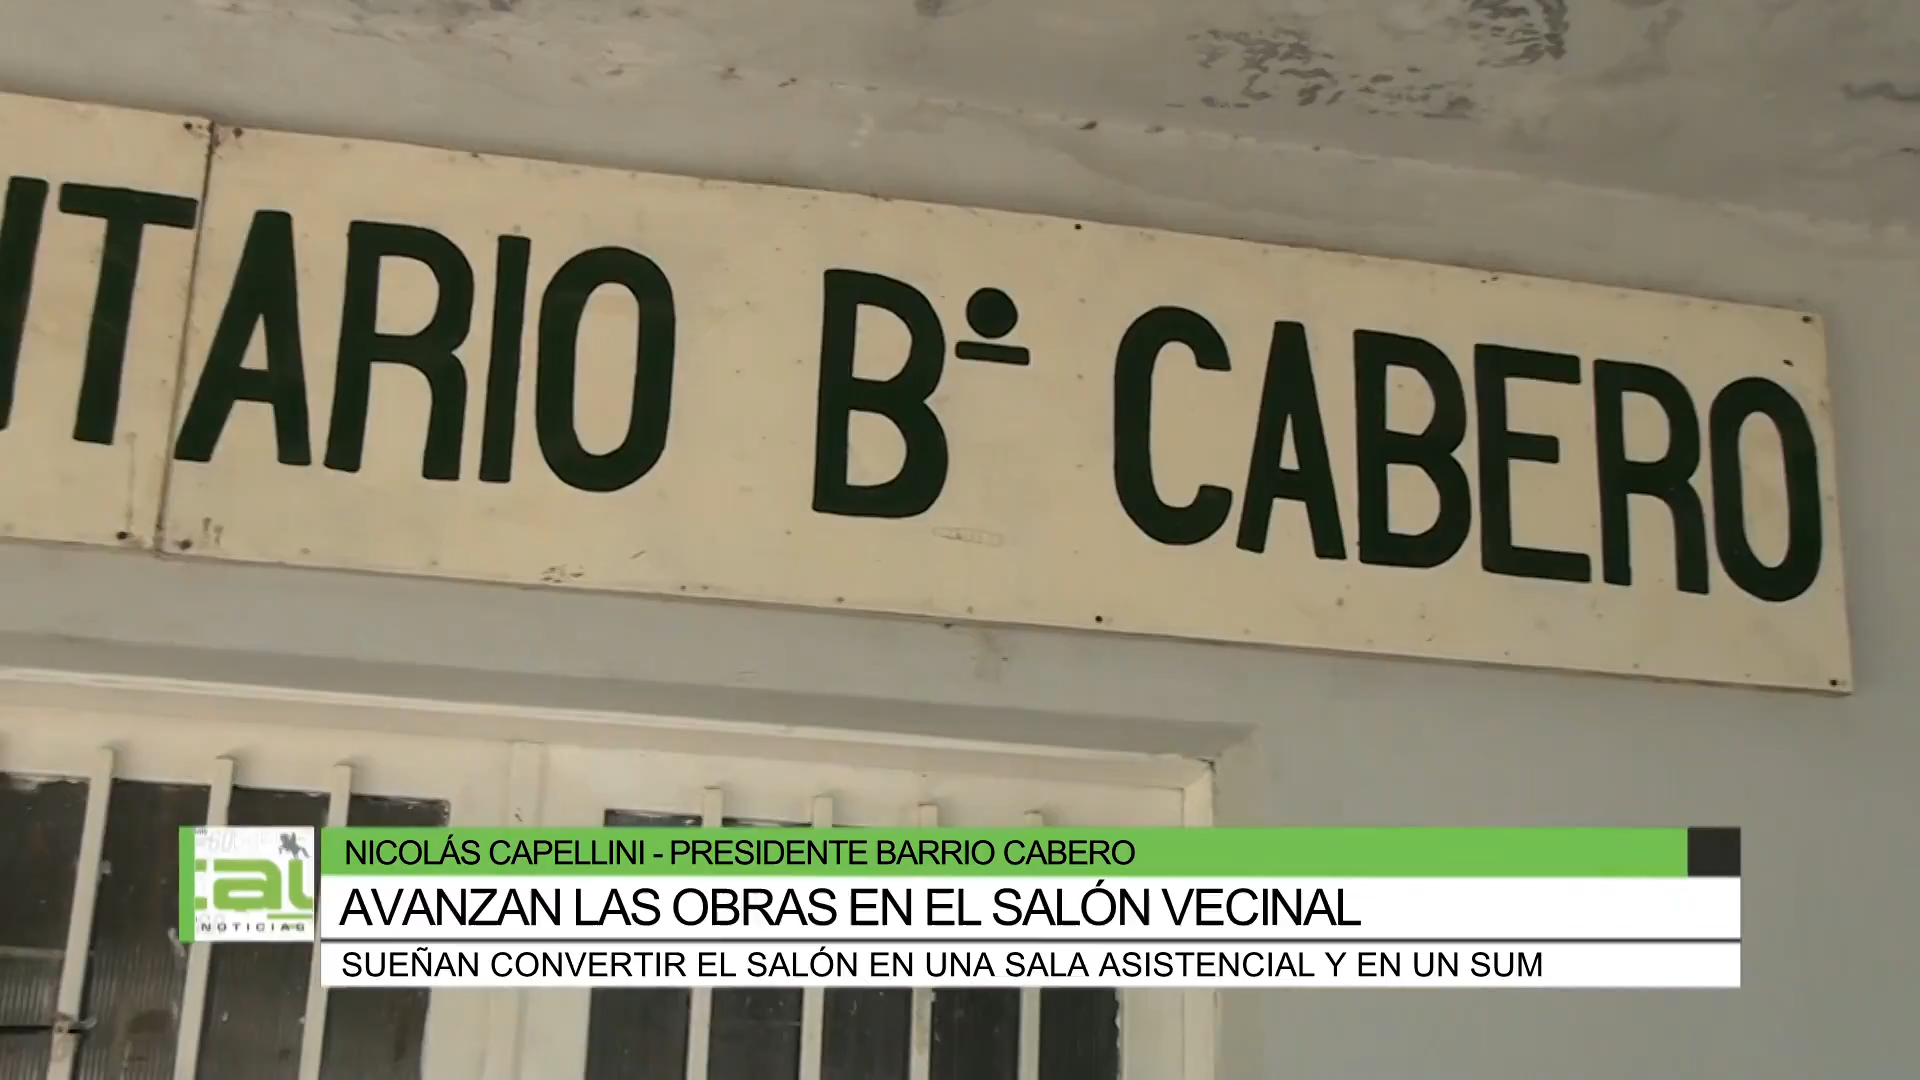 ITARIO Bº CABERO
NICOLÁS CAPELLINI - PRESIDENTE BARRIO CABERO
AVANZAN LAS OBRAS EN EL SALÓN VECINAL
SUEÑAN CONVERTIR EL SALÓN EN UNA SALA ASISTENCIAL Y EN UN SUM
NOTICIAS